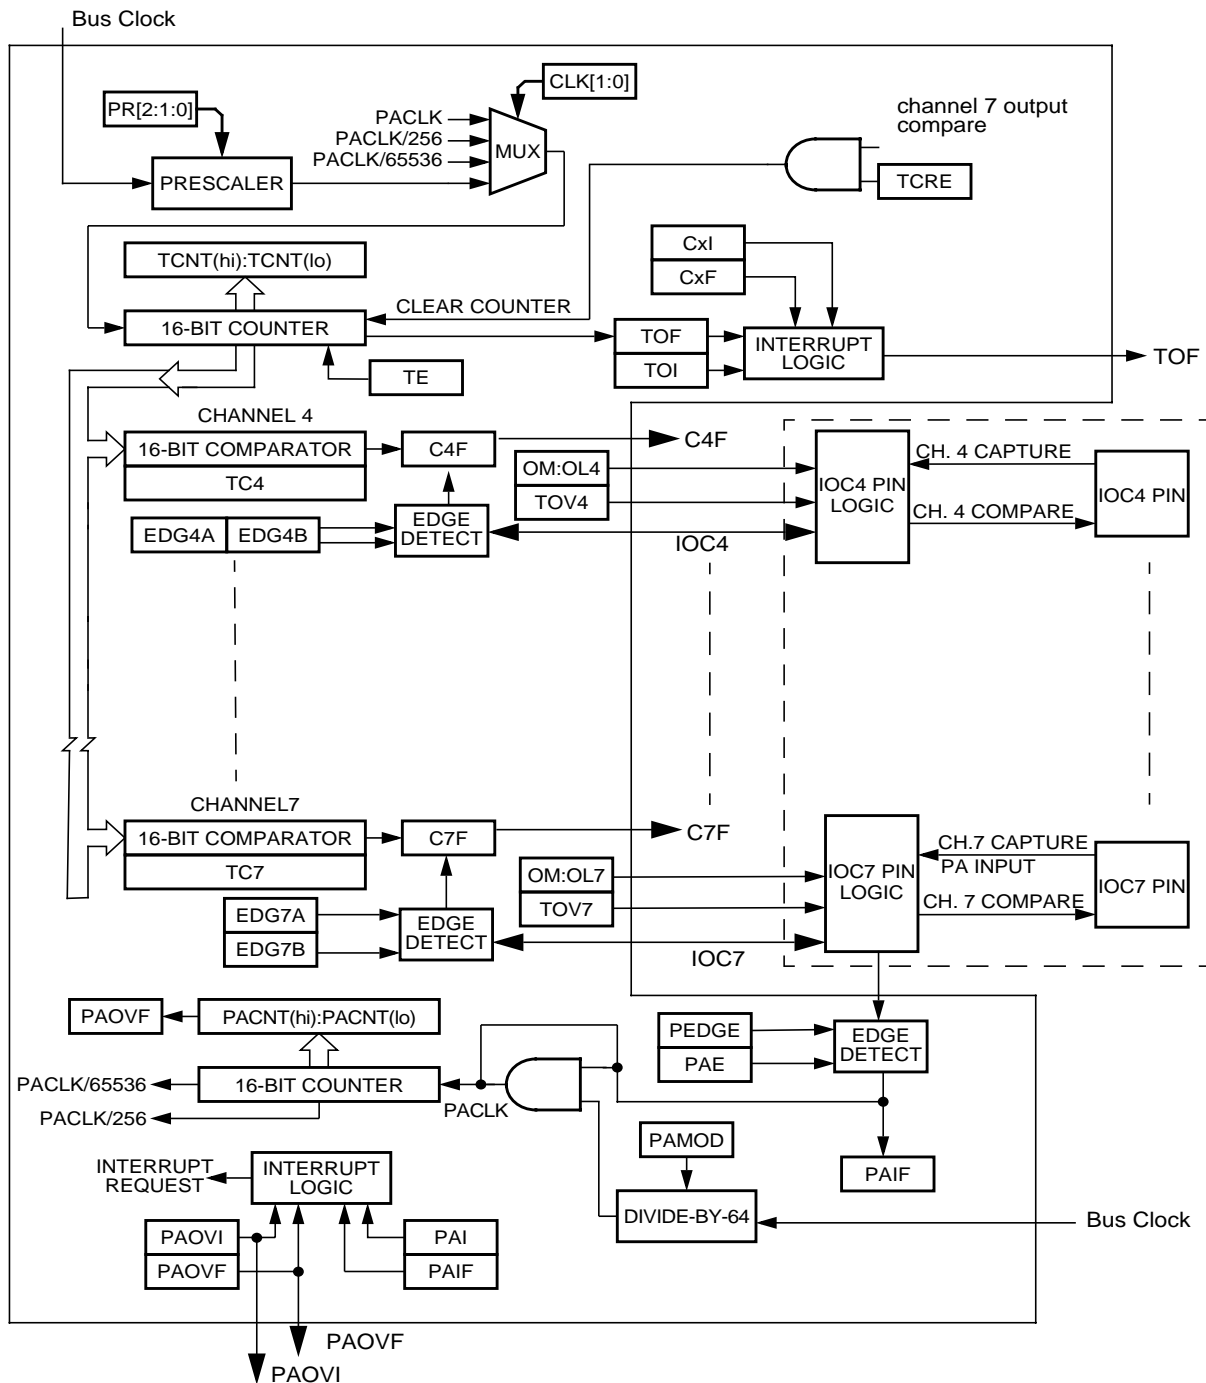 Bus Clock
CLK[1:0]
PR[2:1:0]
channel 7 output
compare
PACLK
PACLK/256
PACLK/65536
MUX
PRESCALER
TCRE
CxI
CxF
TCNT(hi):TCNT(lo)
CLEAR COUNTER
16-BIT COUNTER
TOF
TOI
INTERRUPT
LOGIC
TOF
TE
CHANNEL 4
16-BIT COMPARATOR
TC4
C4F
C4F
OM:OL4
TOV4
IOC4 PIN
LOGIC
CH. 4 CAPTURE
CH. 4 COMPARE
IOC4 PIN
EDG4A
EDG4B
EDGE
DETECT
IOC4
CHANNEL7
16-BIT COMPARATOR
TC7
C7F
C7F
OM:OL7
TOV7
IOC7 PIN
LOGIC
CH.7 CAPTURE
PA INPUT
CH. 7 COMPARE
IOC7 PIN
EDG7A
EDG7B
EDGE
DETECT
IOC7
PAOVF
PACNT(hi):PACNT(lo)
PEDGE
PAE
EDGE
DETECT
PACLK/65536
16-BIT COUNTER
PACLK
PACLK/256
PAMOD
PAIF
INTERRUPT
REQUEST
INTERRUPT
LOGIC
DIVIDE-BY-64
Bus Clock
PAOVI
PAOVF
PAI
PAIF
PAOVF
PAOVI